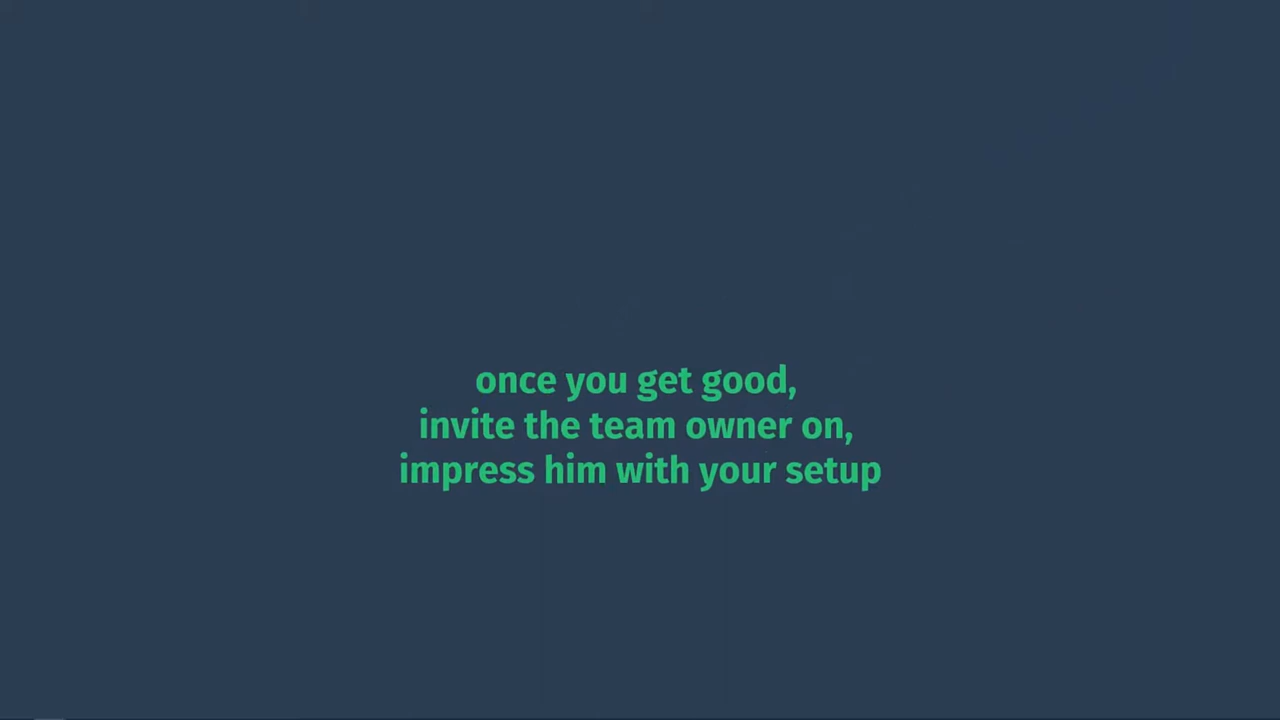 once you get good,
invite the team owner on,
impress him with your setup